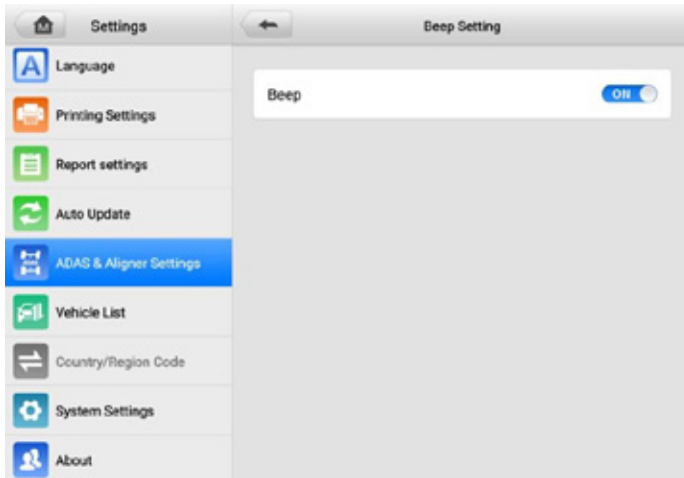 Settings
Beep Setting
Language
Printing Settings
Report settings
Auto Update
ADAS & Aligner Settings
Vehicle List
Country/Region Code
System Settings
About
Beep
ON